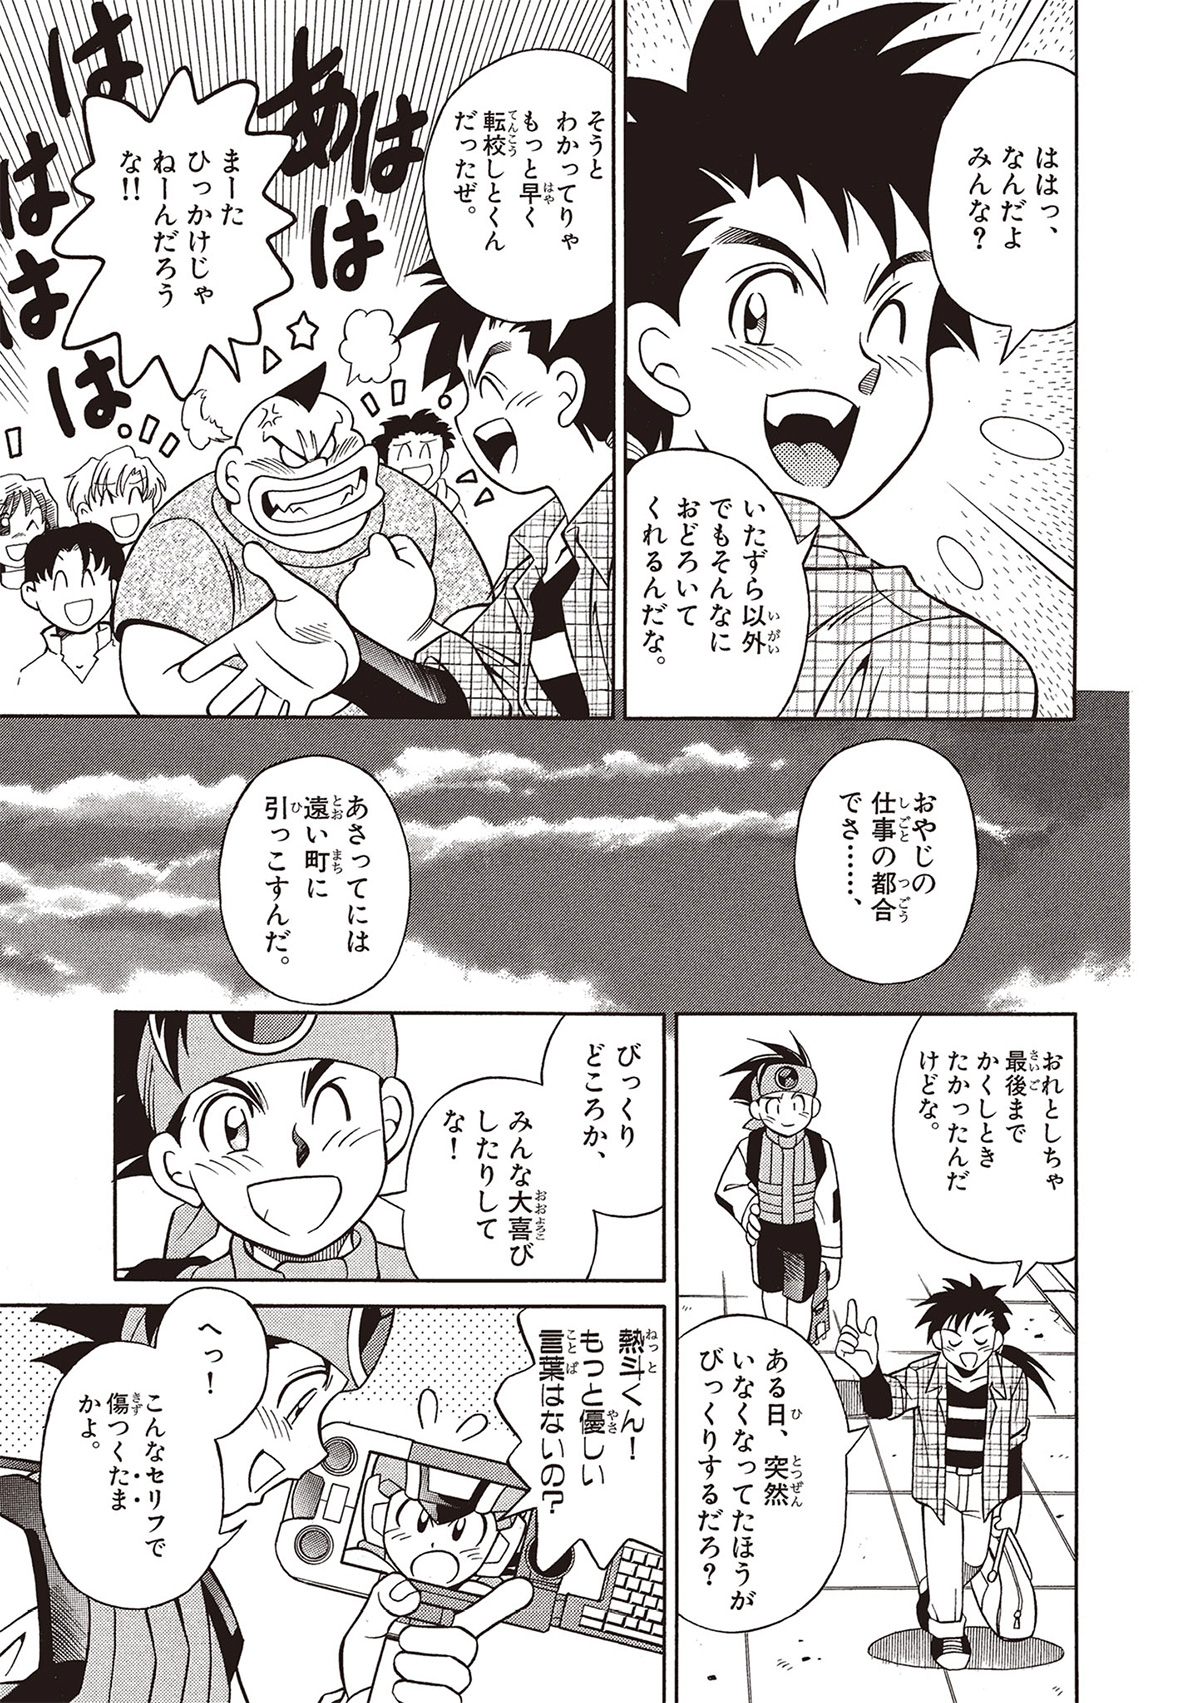 ははっ、
なんだよ
みんな？
いたずら以外
でもそんなに
おどろいて
くれるんだな。
そうと
わかってりゃ
もっと早く
転校しとくん
だったぜ。
まーた
ひっかけじゃ
ねーんだろう
な!!
あはははははは。
おやじの
仕事の都合
でさ……、
あさってには
遠い町に
引っこすんだ。
おれとしちゃ
最後まで
かくしとき
たかったんだ
けどな。
ある日、突然
いなくなってたほうが
びっくりするだろ？
びっくり
どころか、
みんな大喜び
したりして
な！
熱斗くん！
もっと優しい
言葉はないの？
へっ！
こんなセリフで
傷つくたま
かよ。